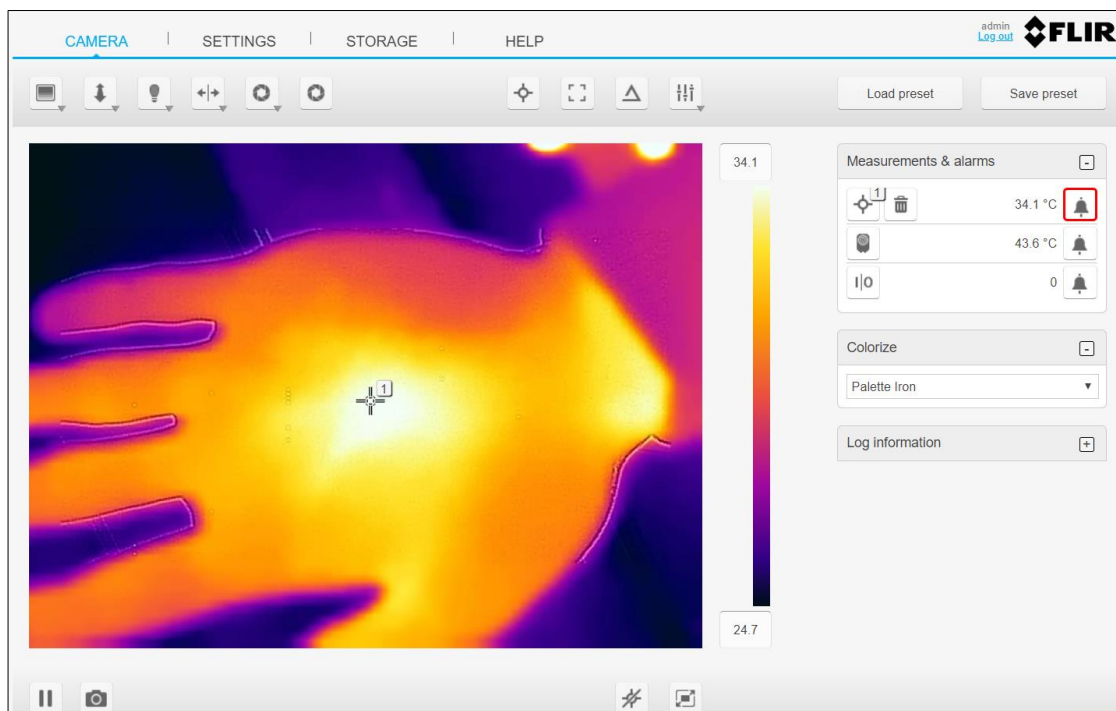 CAMERA | SETTINGS | STORAGE | HELP
admin
Log out
FLIR
Load preset
Save preset
34.1
Measurements & alarms
1
34.1 °C
43.6 °C
I|O
0
Colorize
Palette Iron
Log information
1
24.7